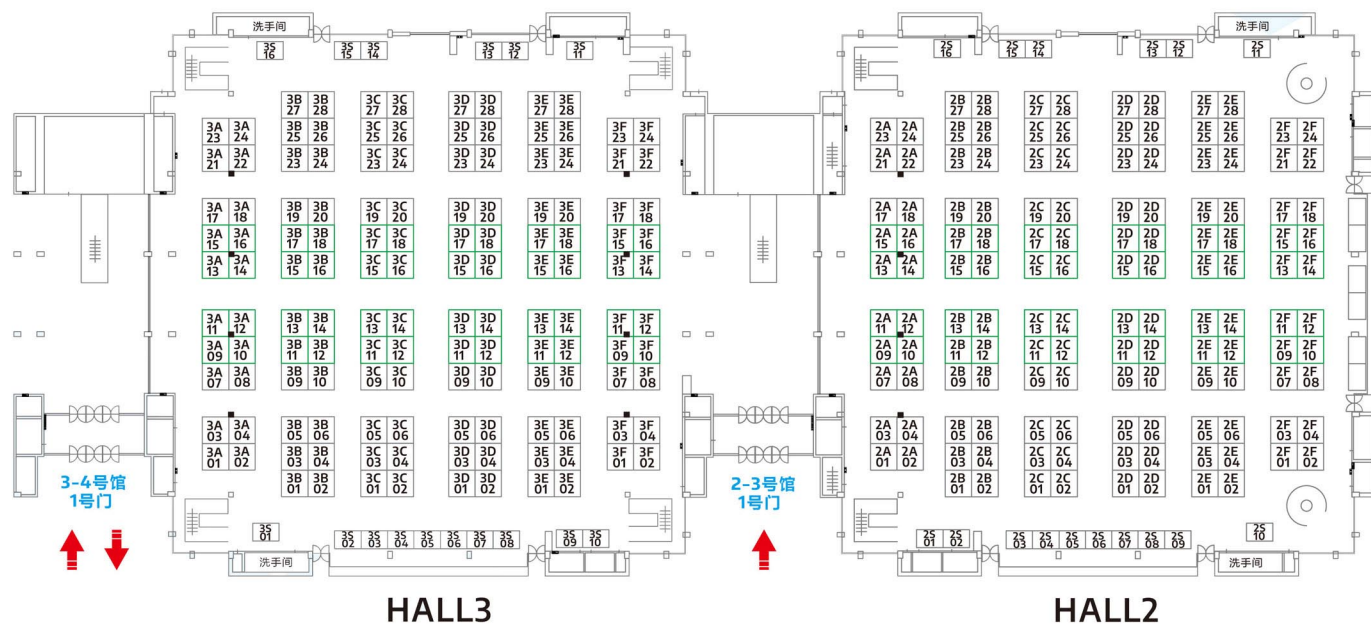 洗手间 洗手间
3S 3S 3S 3S 3S 3S 2S 2S 2S 2S 2S 2S
16 15 14 13 12 11 16 15 14 13 12 11
3B 3B 3C 3C 3D 3D 3E 3E 2B 2B 2C 2C 2D 2D 2E 2E
27 28 27 28 27 28 27 28 27 28 27 28 27 28 27 28
3A 3A 3B 3B 3C 3C 3D 3D 3E 3E 3F 3F 2A 2A 2B 2B 2C 2C 2D 2D 2E 2E 2F 2F
23 24 25 26 25 26 25 26 25 26 23 24 23 24 25 26 25 26 25 26 25 26 23 24
3A 3A 3B 3B 3C 3C 3D 3D 3E 3E 3F 3F 2A 2A 2B 2B 2C 2C 2D 2D 2E 2E 2F 2F
21 22 23 24 23 24 23 24 23 24 21 22 21 22 23 24 23 24 23 24 23 24 21 22
3A 3A 3B 3B 3C 3C 3D 3D 3E 3E 3F 3F 2A 2A 2B 2B 2C 2C 2D 2D 2E 2E 2F 2F
17 18 19 20 19 20 19 20 19 20 17 18 17 18 19 20 19 20 19 20 19 20 17 18
3A 3A 3B 3B 3C 3C 3D 3D 3E 3E 3F 3F 2A 2A 2B 2B 2C 2C 2D 2D 2E 2E 2F 2F
15 16 17 18 17 18 17 18 17 18 15 16 15 16 17 18 17 18 17 18 17 18 15 16
3A 3A 3B 3B 3C 3C 3D 3D 3E 3E 3F 3F 2A 2A 2B 2B 2C 2C 2D 2D 2E 2E 2F 2F
13 14 15 16 15 16 15 16 15 16 13 14 13 14 15 16 15 16 15 16 15 16 13 14
3A 3A 3B 3B 3C 3C 3D 3D 3E 3E 3F 3F 2A 2A 2B 2B 2C 2C 2D 2D 2E 2E 2F 2F
11 12 13 14 13 14 13 14 13 14 11 12 11 12 13 14 13 14 13 14 13 14 11 12
3A 3A 3B 3B 3C 3C 3D 3D 3E 3E 3F 3F 2A 2A 2B 2B 2C 2C 2D 2D 2E 2E 2F 2F
09 10 11 12 11 12 11 12 11 12 09 10 09 10 11 12 11 12 11 12 11 12 09 10
3A 3A 3B 3B 3C 3C 3D 3D 3E 3E 3F 3F 2A 2A 2B 2B 2C 2C 2D 2D 2E 2E 2F 2F
07 08 09 10 09 10 09 10 09 10 07 08 07 08 09 10 09 10 09 10 09 10 07 08
3A 3A 3B 3B 3C 3C 3D 3D 3E 3E 3F 3F 2A 2A 2B 2B 2C 2C 2D 2D 2E 2E 2F 2F
03 04 05 06 05 06 05 06 05 06 03 04 03 04 05 06 05 06 05 06 05 06 03 04
3A 3A 3B 3B 3C 3C 3D 3D 3E 3E 3F 3F 2A 2A 2B 2B 2C 2C 2D 2D 2E 2E 2F 2F
01 02 03 04 03 04 03 04 03 04 01 02 01 02 03 04 03 04 03 04 03 04 01 02
3B 3B 3C 3C 3D 3D 3E 3E 2B 2B 2C 2C 2D 2D 2E 2E
01 02 01 02 01 02 01 02 01 02 01 02 01 02 01 02
3-4号馆 2-3号馆
1号门 1号门
3S 3S 3S 3S 3S 3S 3S 3S 3S 3S 2S 2S 2S 2S 2S 2S 2S 2S 2S 2S
01 02 03 04 05 06 07 08 09 10 01 02 03 04 05 06 07 08 09 10
洗手间 洗手间
HALL3 HALL2